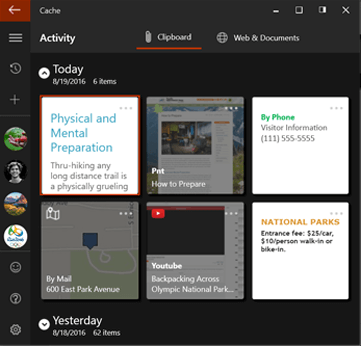 Cache
Activity
Clipboard
Web & Documents
Today
8/19/2016 6 items
Physical and
Mental
Preparation
Thru-hiking any
long distance trail is
a physically grueling
Pnt
How to Prepare
By Phone
Visitor Information
(111) 555-5555
By Mail
600 East Park Avenue
Youtube
Backpacking Across
Olympic National Park...
NATIONAL PARKS
Entrance fee: $25/car,
$10/person walk-in or
bike-in.
Yesterday
8/18/2016 62 items